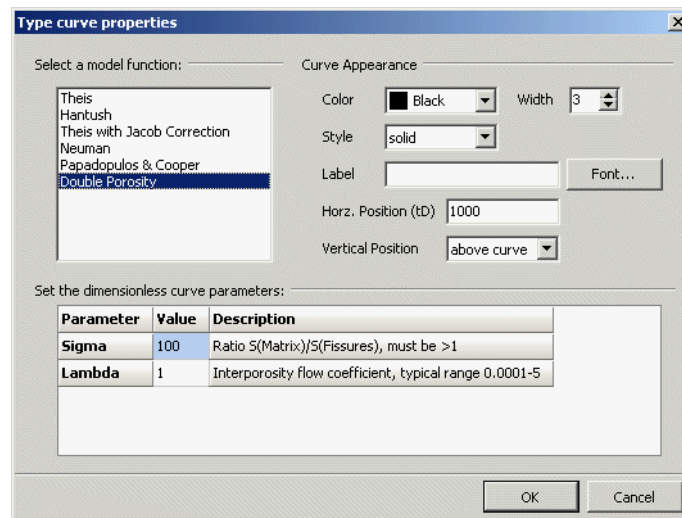 Type curve properties
Select a model function:
Theis
Hantush
Theis with Jacob Correction
Neuman
Papadopulos & Cooper
Double Porosity
Curve Appearance
Color Black Width 3
Style solid
Label Font...
Horz. Position (tD) 1000
Vertical Position above curve
Set the dimensionless curve parameters:
Parameter Value Description
Sigma 100 Ratio S(Matrix)/S(Fissures), must be >1
Lambda 1 Interporosity flow coefficient, typical range 0.0001-5
OK Cancel